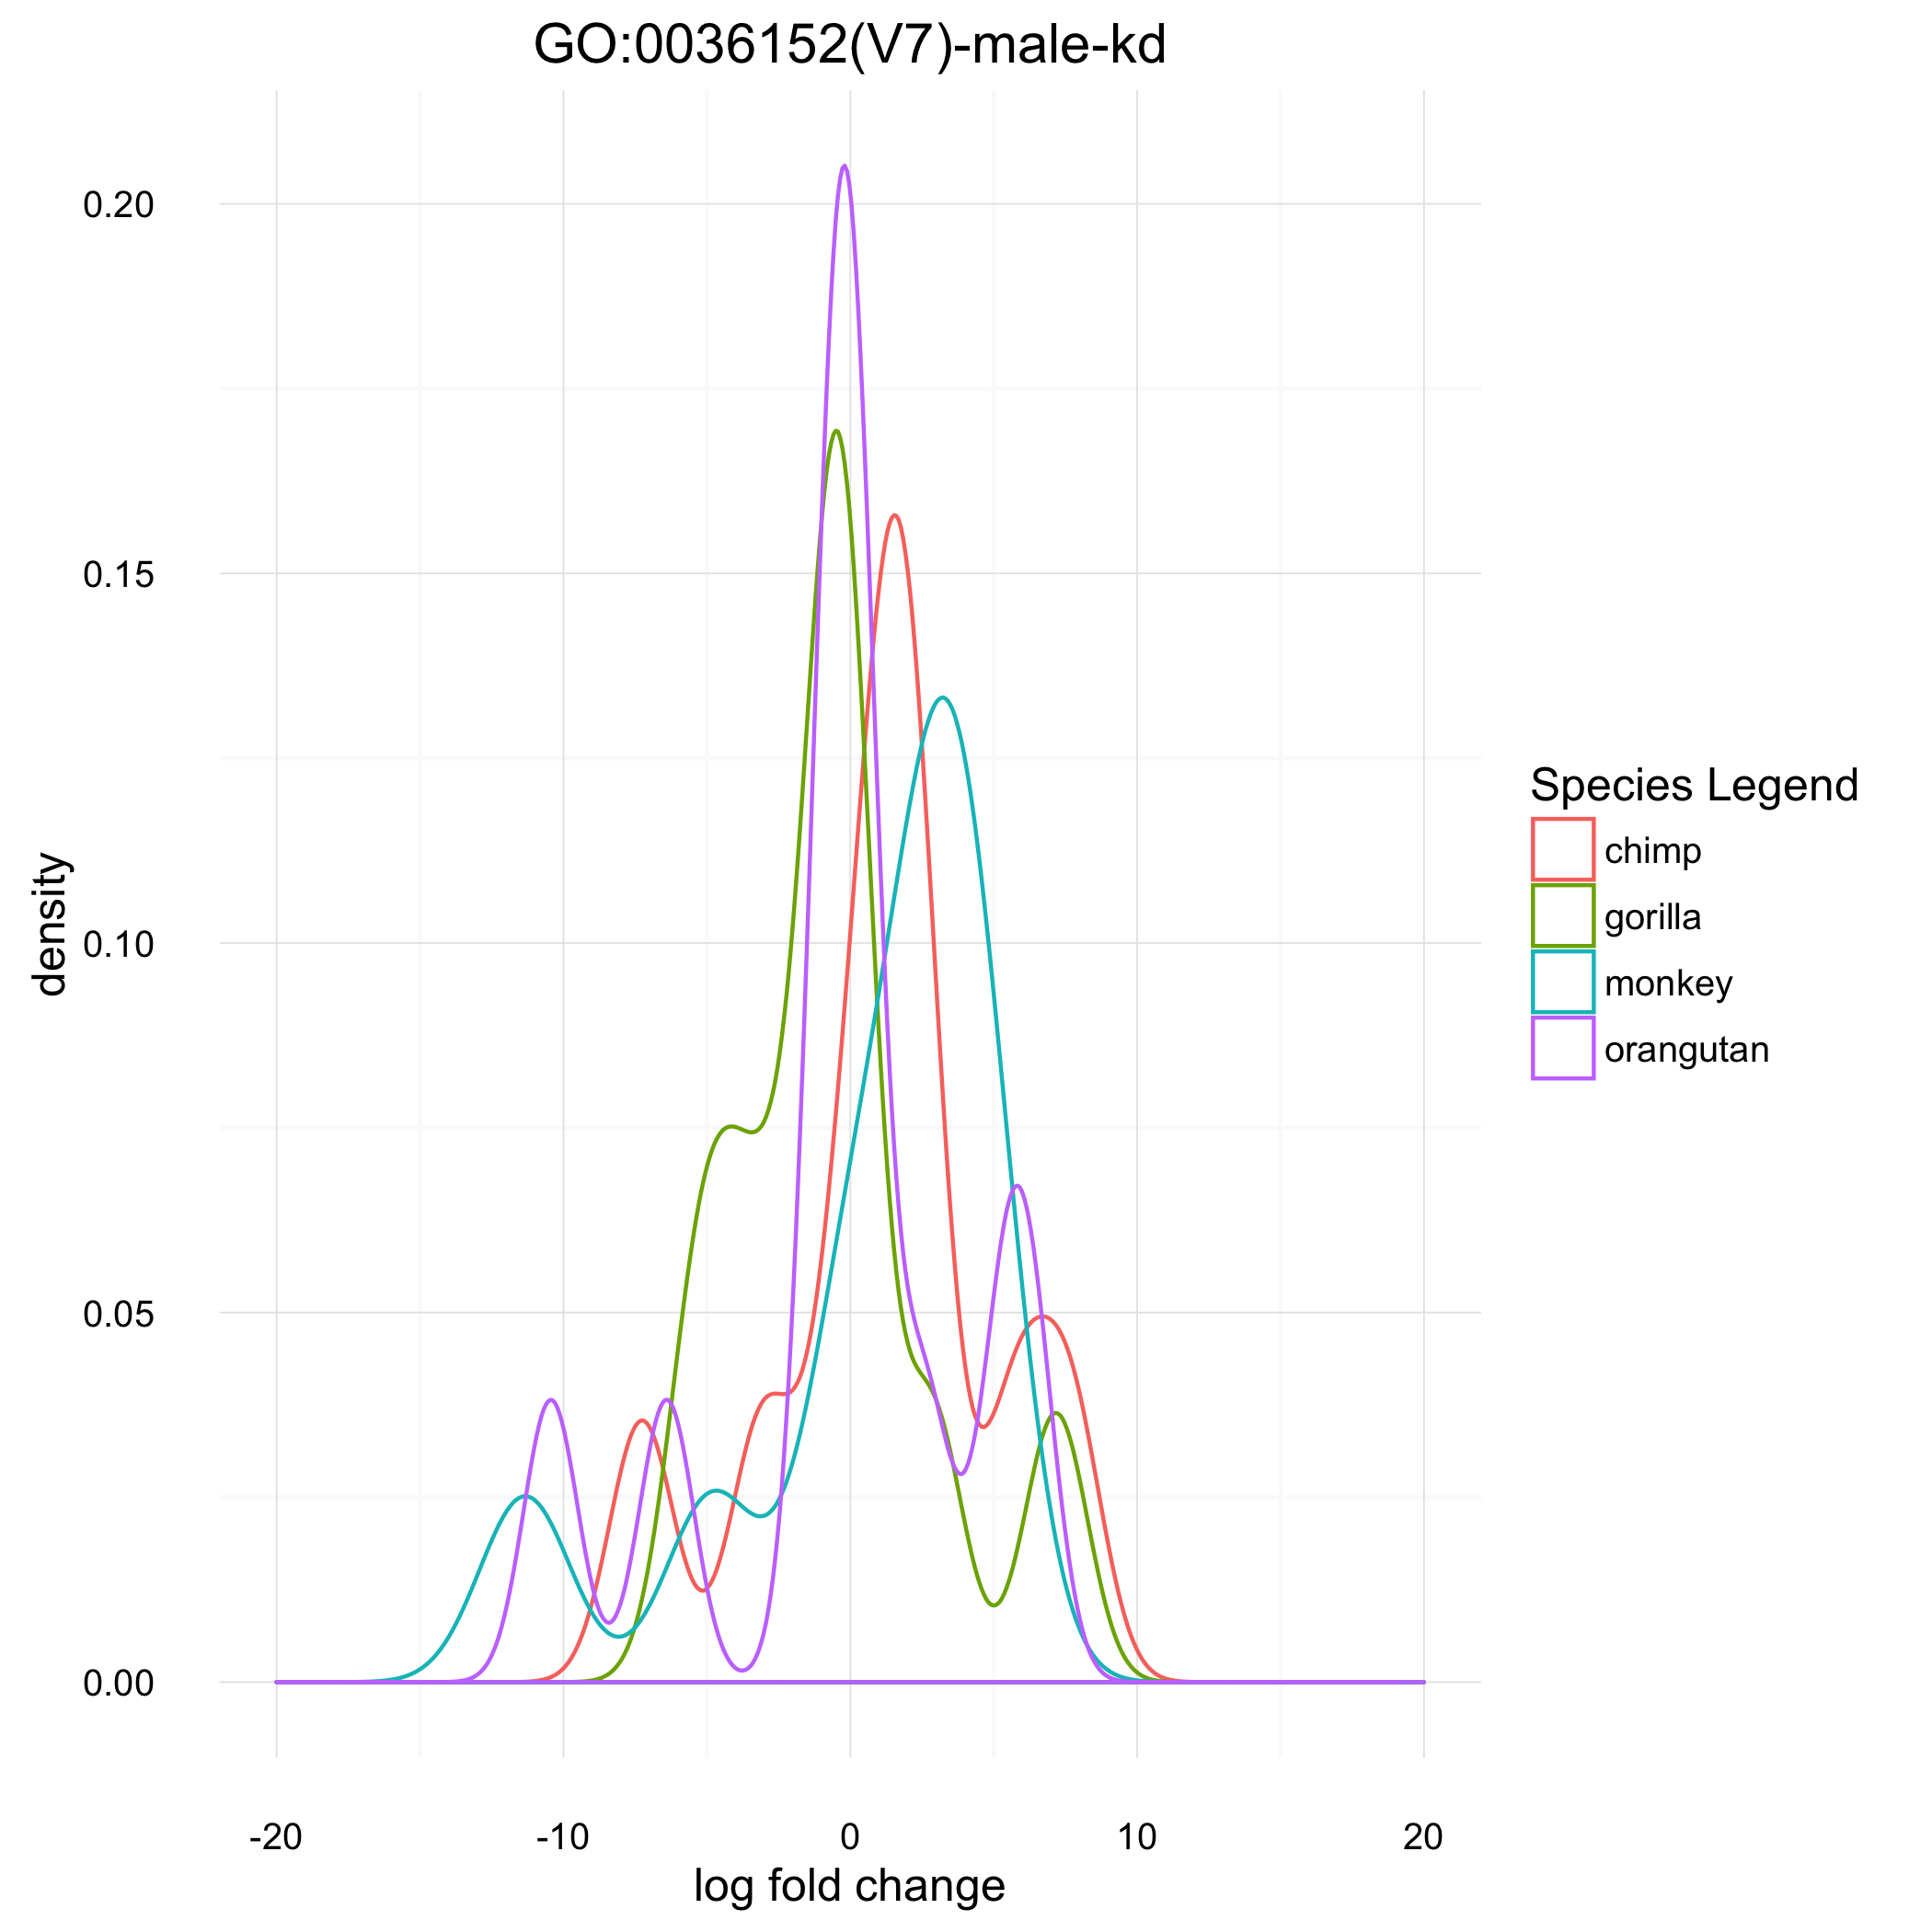 GO:0036152(V7)-male-kd
0.20
0.15
0.10
0.05
0.00
density
-20 -10 0 10 20
log fold change
Species Legend
chimp
gorilla
monkey
orangutan